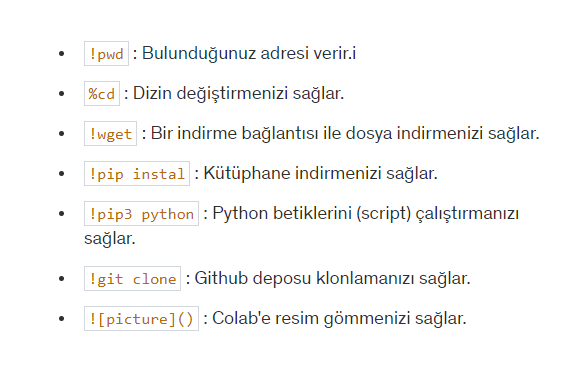 !pwd : Bulunduğunuz adresi verir.i
%cd : Dizin değiştirmenizi sağlar.
!wget : Bir indirme bağlantısı ile dosya indirmenizi sağlar.
!pip instal : Kütüphane indirmenizi sağlar.
!pip3 python : Python betiklerini (script) çalıştırmanızı
sağlar.
!git clone : Github deposu klonlamanızı sağlar.
![picture]() : Colab'e resim gömmenizi sağlar.